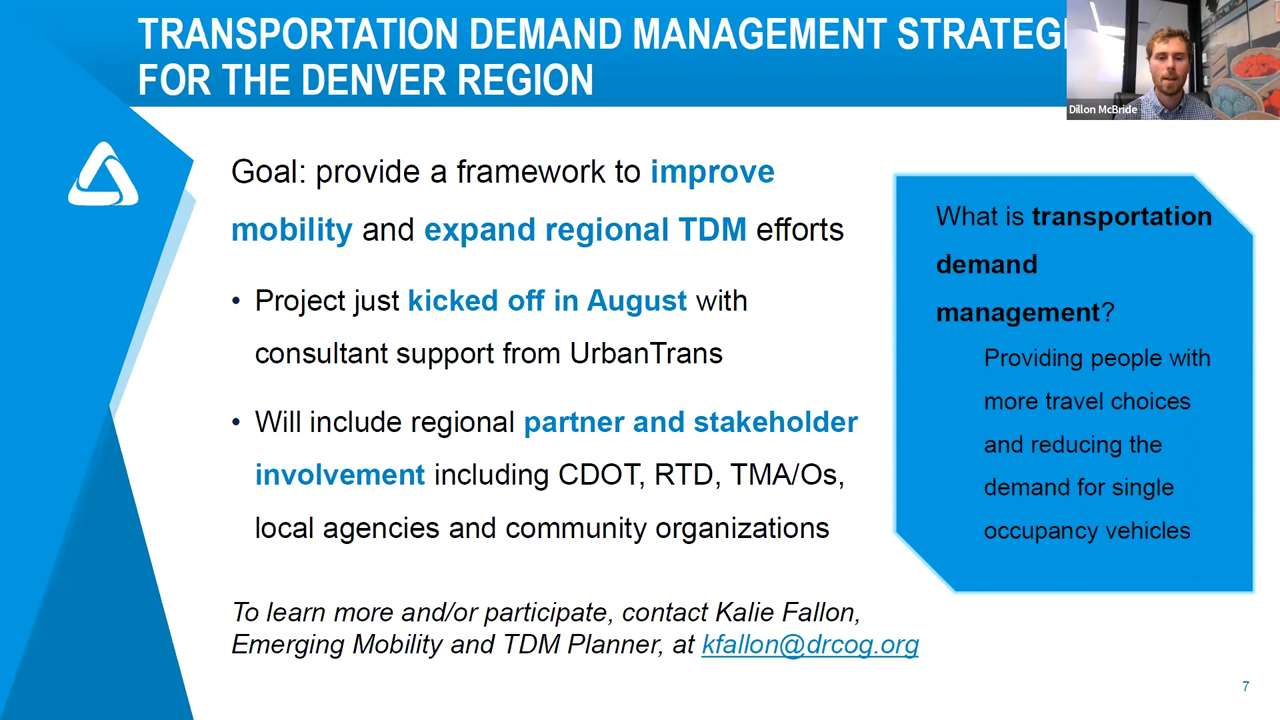 TRANSPORTATION DEMAND MANAGEMENT STRATEG
FOR THE DENVER REGION
Dillon McBride
Goal: provide a framework to improve
mobility and expand regional TDM efforts
• Project just kicked off in August with
consultant support from UrbanTrans
• Will include regional partner and stakeholder
involvement including CDOT, RTD, TMA/Os,
local agencies and community organizations
To learn more and/or participate, contact Kalie Fallon,
Emerging Mobility and TDM Planner, at kfallon@drcog.org
What is transportation
demand
management?
Providing people with
more travel choices
and reducing the
demand for single
occupancy vehicles
7